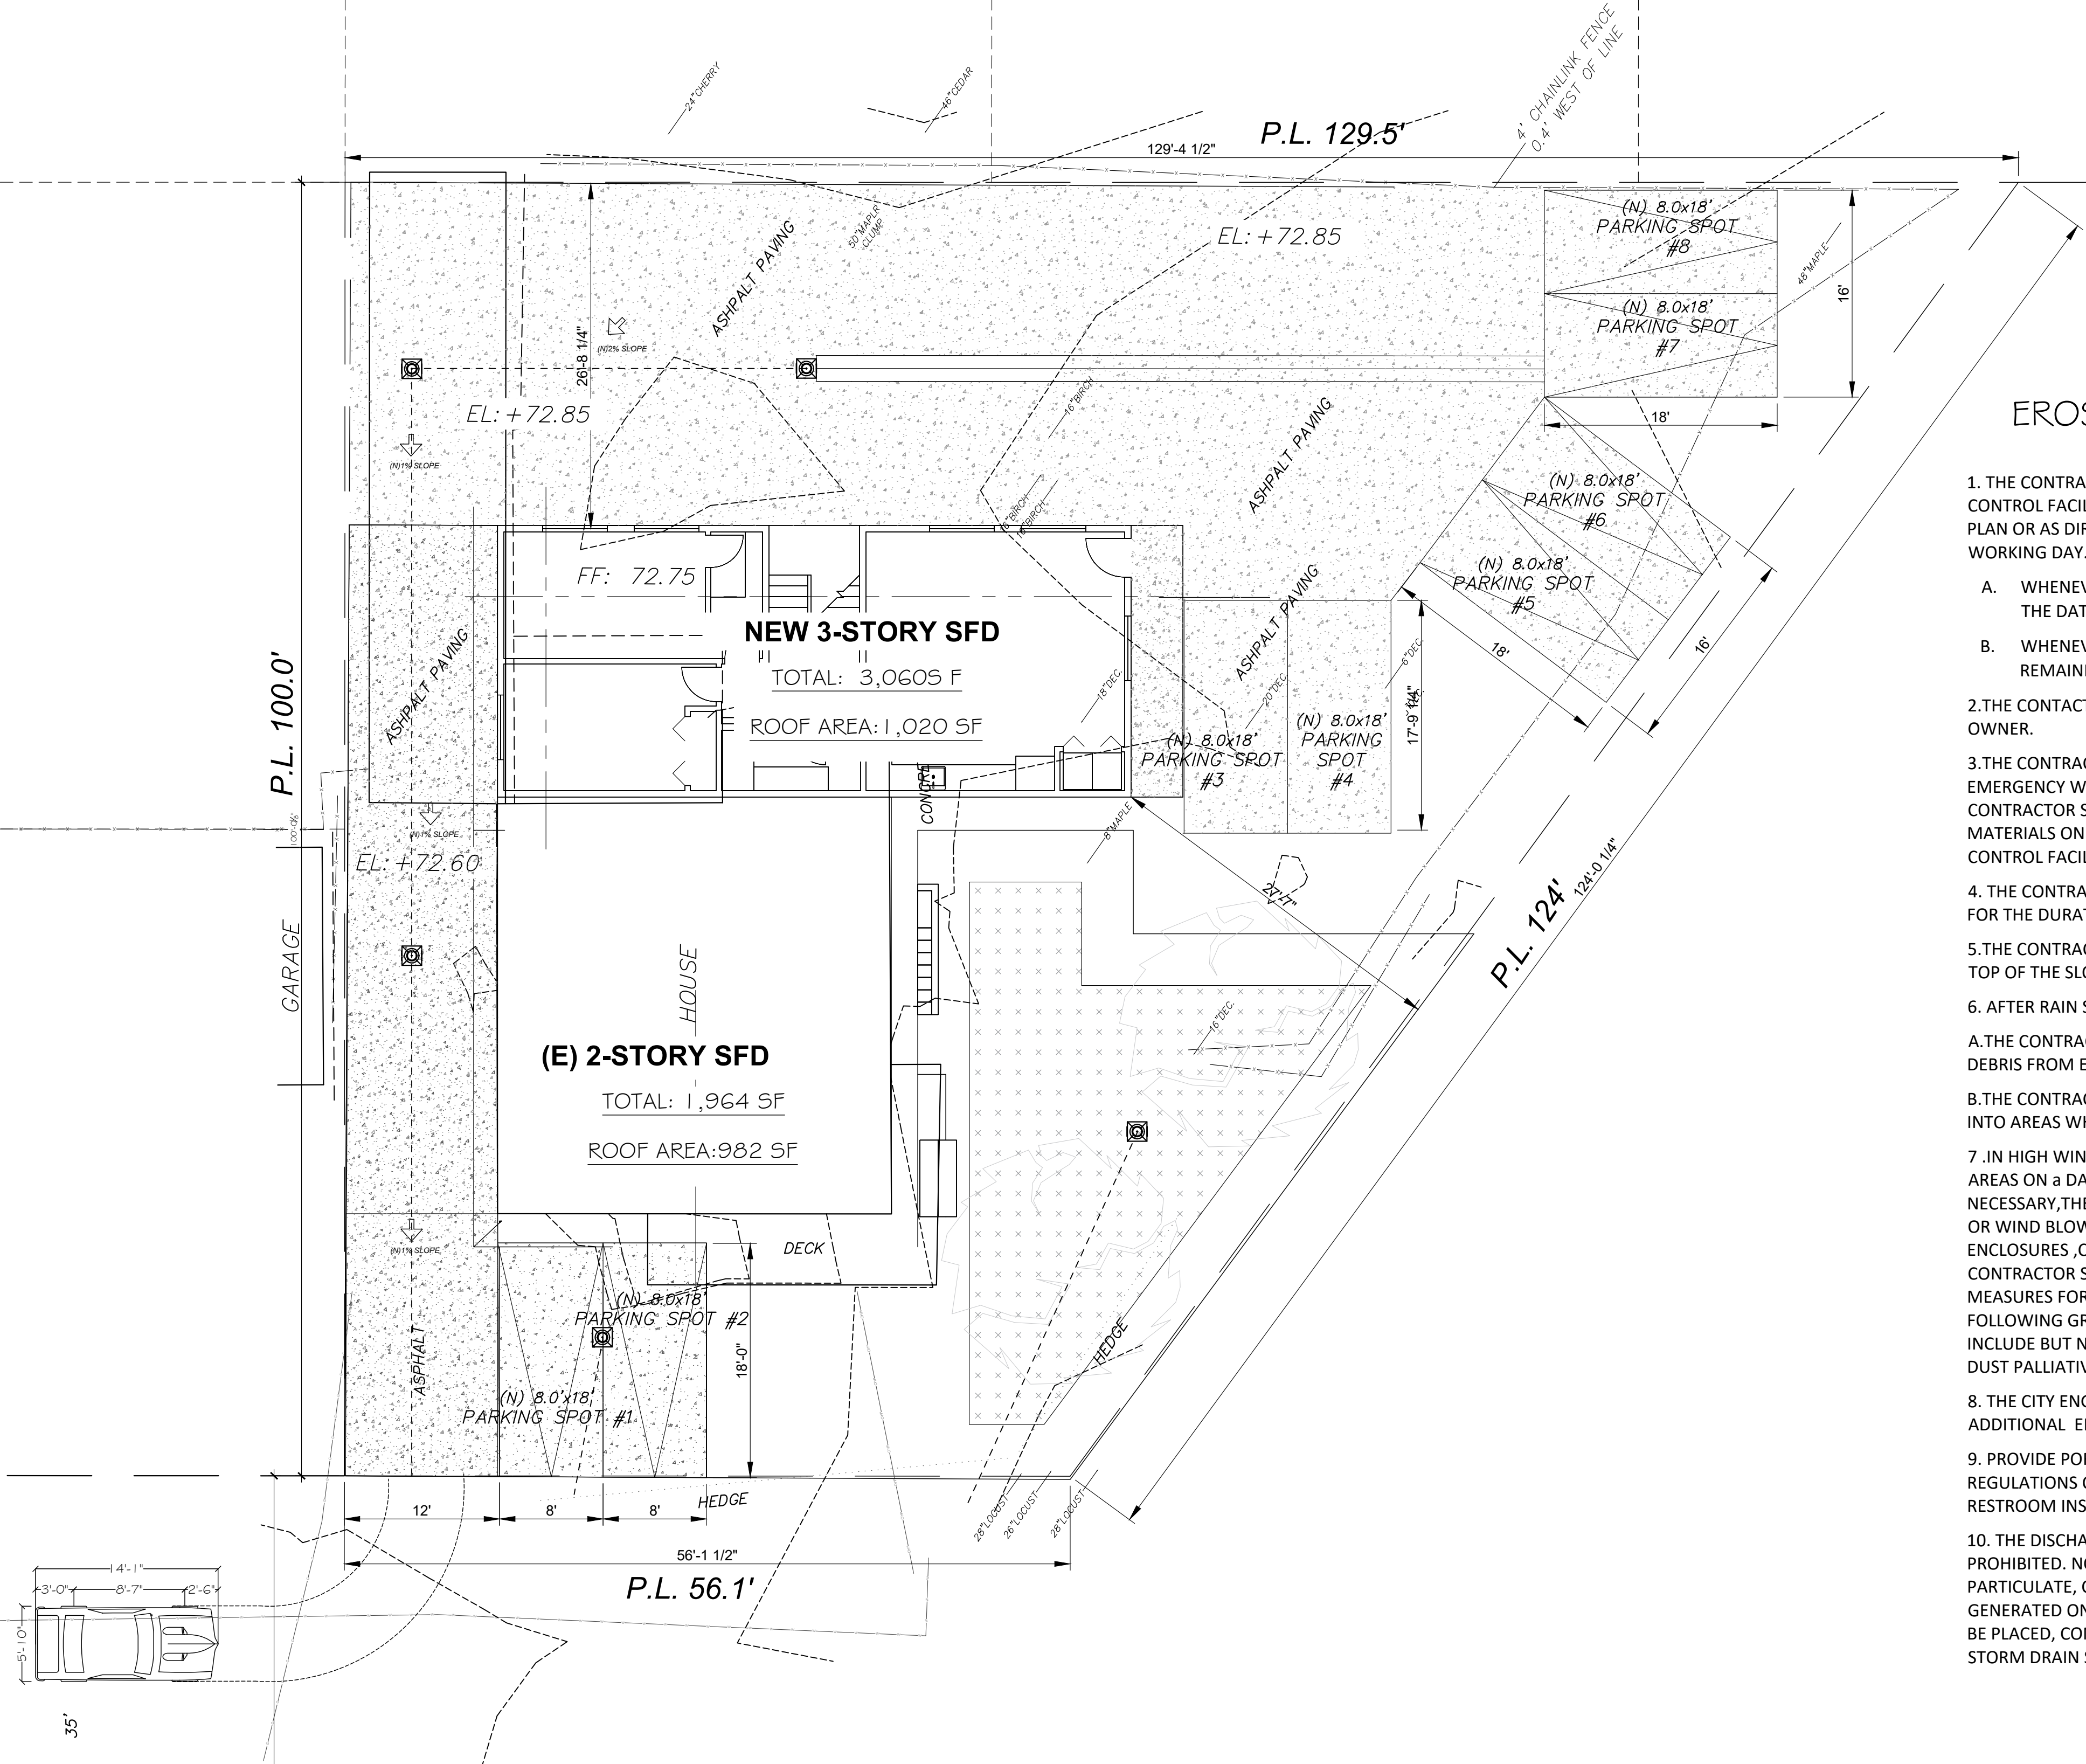 4' CHAINLINK FENCE
0.4' WEST OF LINE
24"CHERRY
46"CEDAR
P.L. 129.5'
129'-4 1/2"
(N) 8.0x18'
PARKING SPOT
#8
50"MAPLR
CLUMP
ASHPALT PAVING
EL: +72.85
48"MAPLE
16'
(N) 8.0x18'
PARKING SPOT
#7
26'-8 1/4"
(N)2% SLOPE
EL: +72.85
16"BIRCH
18'
(N)1% SLOPE
ASHPALT PAVING
(N) 8.0x18'
PARKING SPOT
#6
16"BIRCH
16"BIRCH
FF: 72.75
ASHPALT PAVING
(N) 8.0x18'
PARKING SPOT
#5
NEW 3-STORY SFD
TOTAL: 3,060S F
ROOF AREA:1,020 SF
ASHPALT PAVING
P.L. 100.0'
18"DEC.
20"DEC.
6"DEC.
18'
16'
17'-9 1/4"
(N) 8.0x18'
PARKING SPOT
#3
(N) 8.0x18'
PARKING
SPOT
#4
CONCRE
8"MAPLE
(N)1% SLOPE
EL: +72.60
GARAGE
27'-7"
P.L. 124'
124'-0 1/4"
HOUSE
(E) 2-STORY SFD
TOTAL: 1,964 SF
ROOF AREA:982 SF
16"DEC.
(N)1% SLOPE
DECK
(N) 8.0x18'
PARKING SPOT #2
18'-0"
HEDGE
ASPHALT
(N) 8.0'x18'
PARKING SPOT #1
HEDGE
28"LOCUST
26"LOCUST
28"LOCUST
12'
8'
8'
56'-1 1/2"
P.L. 56.1'
14'-1"
3'-0"
8'-7"
2'-6"
5'-10"
35'
EROS
1. THE CONTRA
CONTROL FACIL
PLAN OR AS DIR
WORKING DAY.
A. WHENEV
THE DAT
B. WHENEV
REMAINI
2.THE CONTACT
OWNER.
3.THE CONTRAC
EMERGENCY W
CONTRACTOR S
MATERIALS ON
CONTROL FACIL
4. THE CONTRA
FOR THE DURAT
5.THE CONTRAC
TOP OF THE SLO
6. AFTER RAIN S
A.THE CONTRAC
DEBRIS FROM E
B.THE CONTRAC
INTO AREAS WH
7 .IN HIGH WIN
AREAS ON a DA
NECESSARY,THE
OR WIND BLOW
ENCLOSURES ,C
CONTRACTOR S
MEASURES FOR
FOLLOWING GR
INCLUDE BUT N
DUST PALLIATIV
8. THE CITY ENG
ADDITIONAL EI
9. PROVIDE POR
REGULATIONS O
RESTROOM INS
10. THE DISCHA
PROHIBITED. NO
PARTICULATE, O
GENERATED ON
BE PLACED, CON
STORM DRAIN S